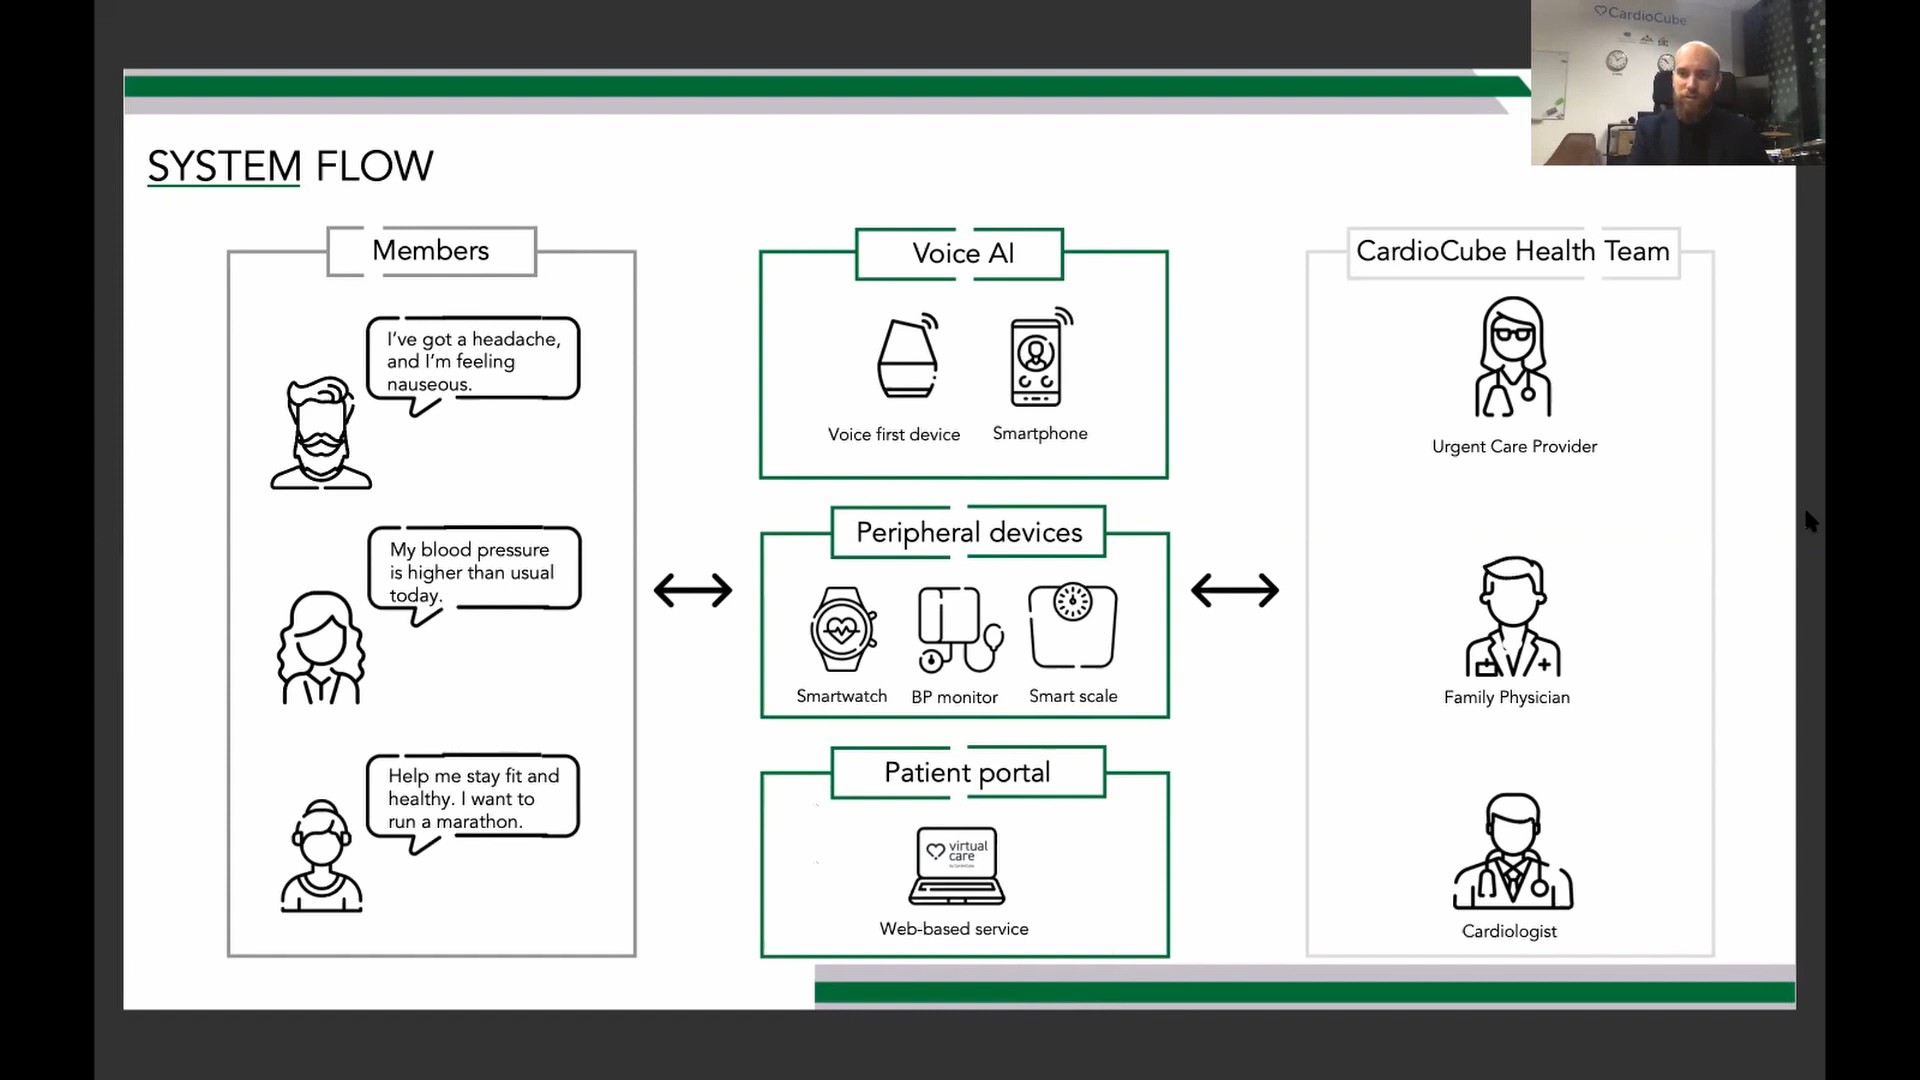 CardioCube
SYSTEM FLOW
Members
I've got a headache,
and I'm feeling
nauseous.
My blood pressure
is higher than usual
today.
Help me stay fit and
healthy. I want to
run a marathon.
Voice AI
Voice first device
Smartphone
Peripheral devices
Smartwatch
BP monitor
Smart scale
Patient portal
virtual
care
by CardioCube
Web-based service
CardioCube Health Team
Urgent Care Provider
Family Physician
Cardiologist